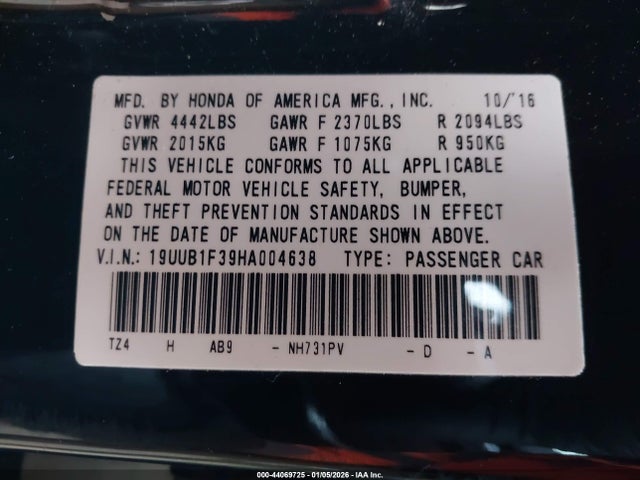 MFD. BY HONDA OF AMERICA MFG., INC. 10/'16
GVWR 4442LBS GAWR F 2370LBS R 2094LBS
GVWR 2015KG GAWR F 1075KG R 950KG
THIS VEHICLE CONFORMS TO ALL APPLICABLE
FEDERAL MOTOR VEHICLE SAFETY, BUMPER,
AND THEFT PREVENTION STANDARDS IN EFFECT
ON THE DATE OF MANUFACTURE SHOWN ABOVE.
V.I.N.: 19UUB1F39HA004638 TYPE: PASSENGER CAR
TZ4 H AB9 - NH731PV - D - A
000-44069725 - 01/05/2026 - IAA Inc.